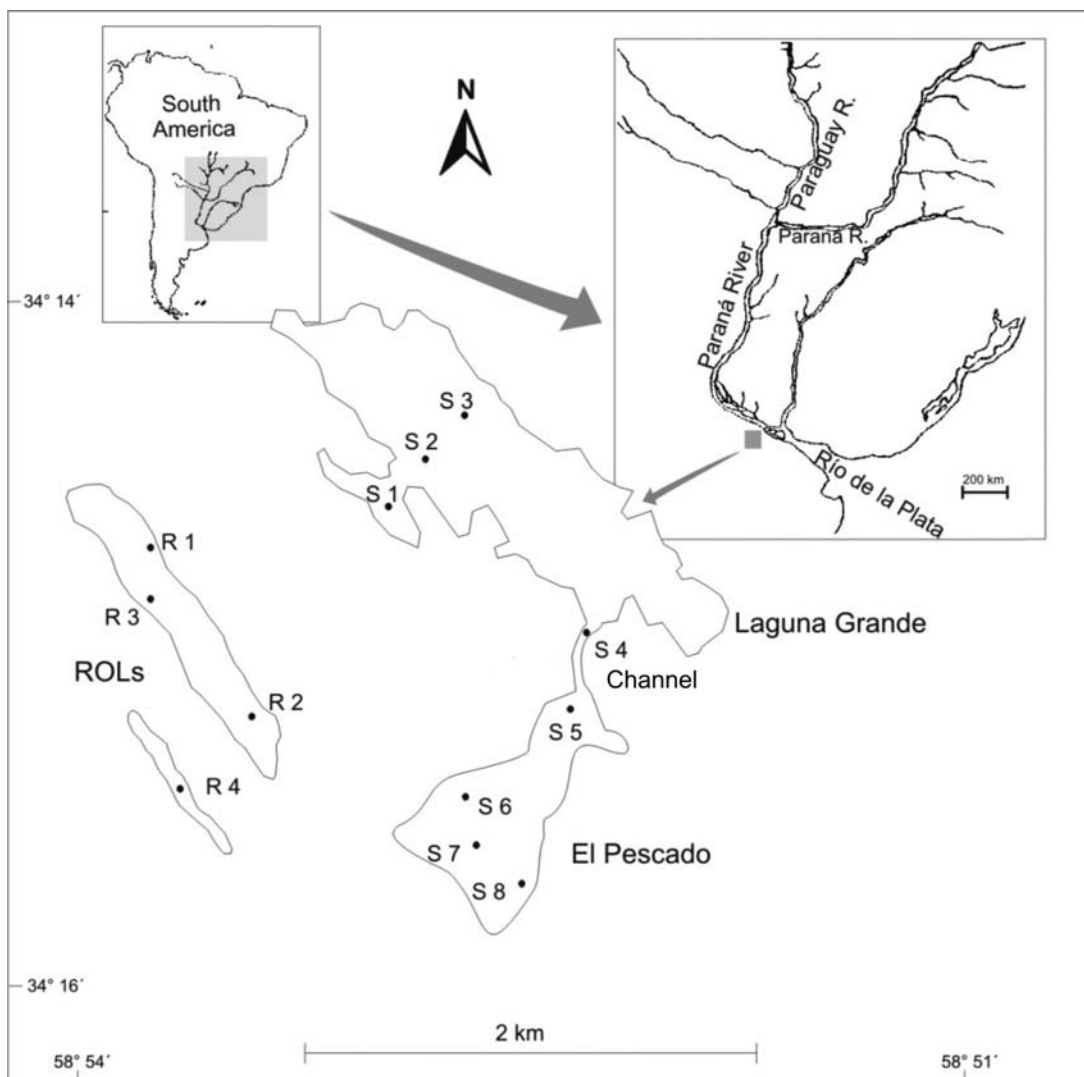 South
America
N
Paraguay R.
Paraná R.
Paraná River
Río de la Plata
200 km
34° 14´
S 3
S 2
S 1
R 1
R 3
ROLs
R 2
R 4
Laguna Grande
S 4
Channel
S 5
S 6
S 7
S 8
El Pescado
34° 16´
2 km
58° 54´
58° 51´